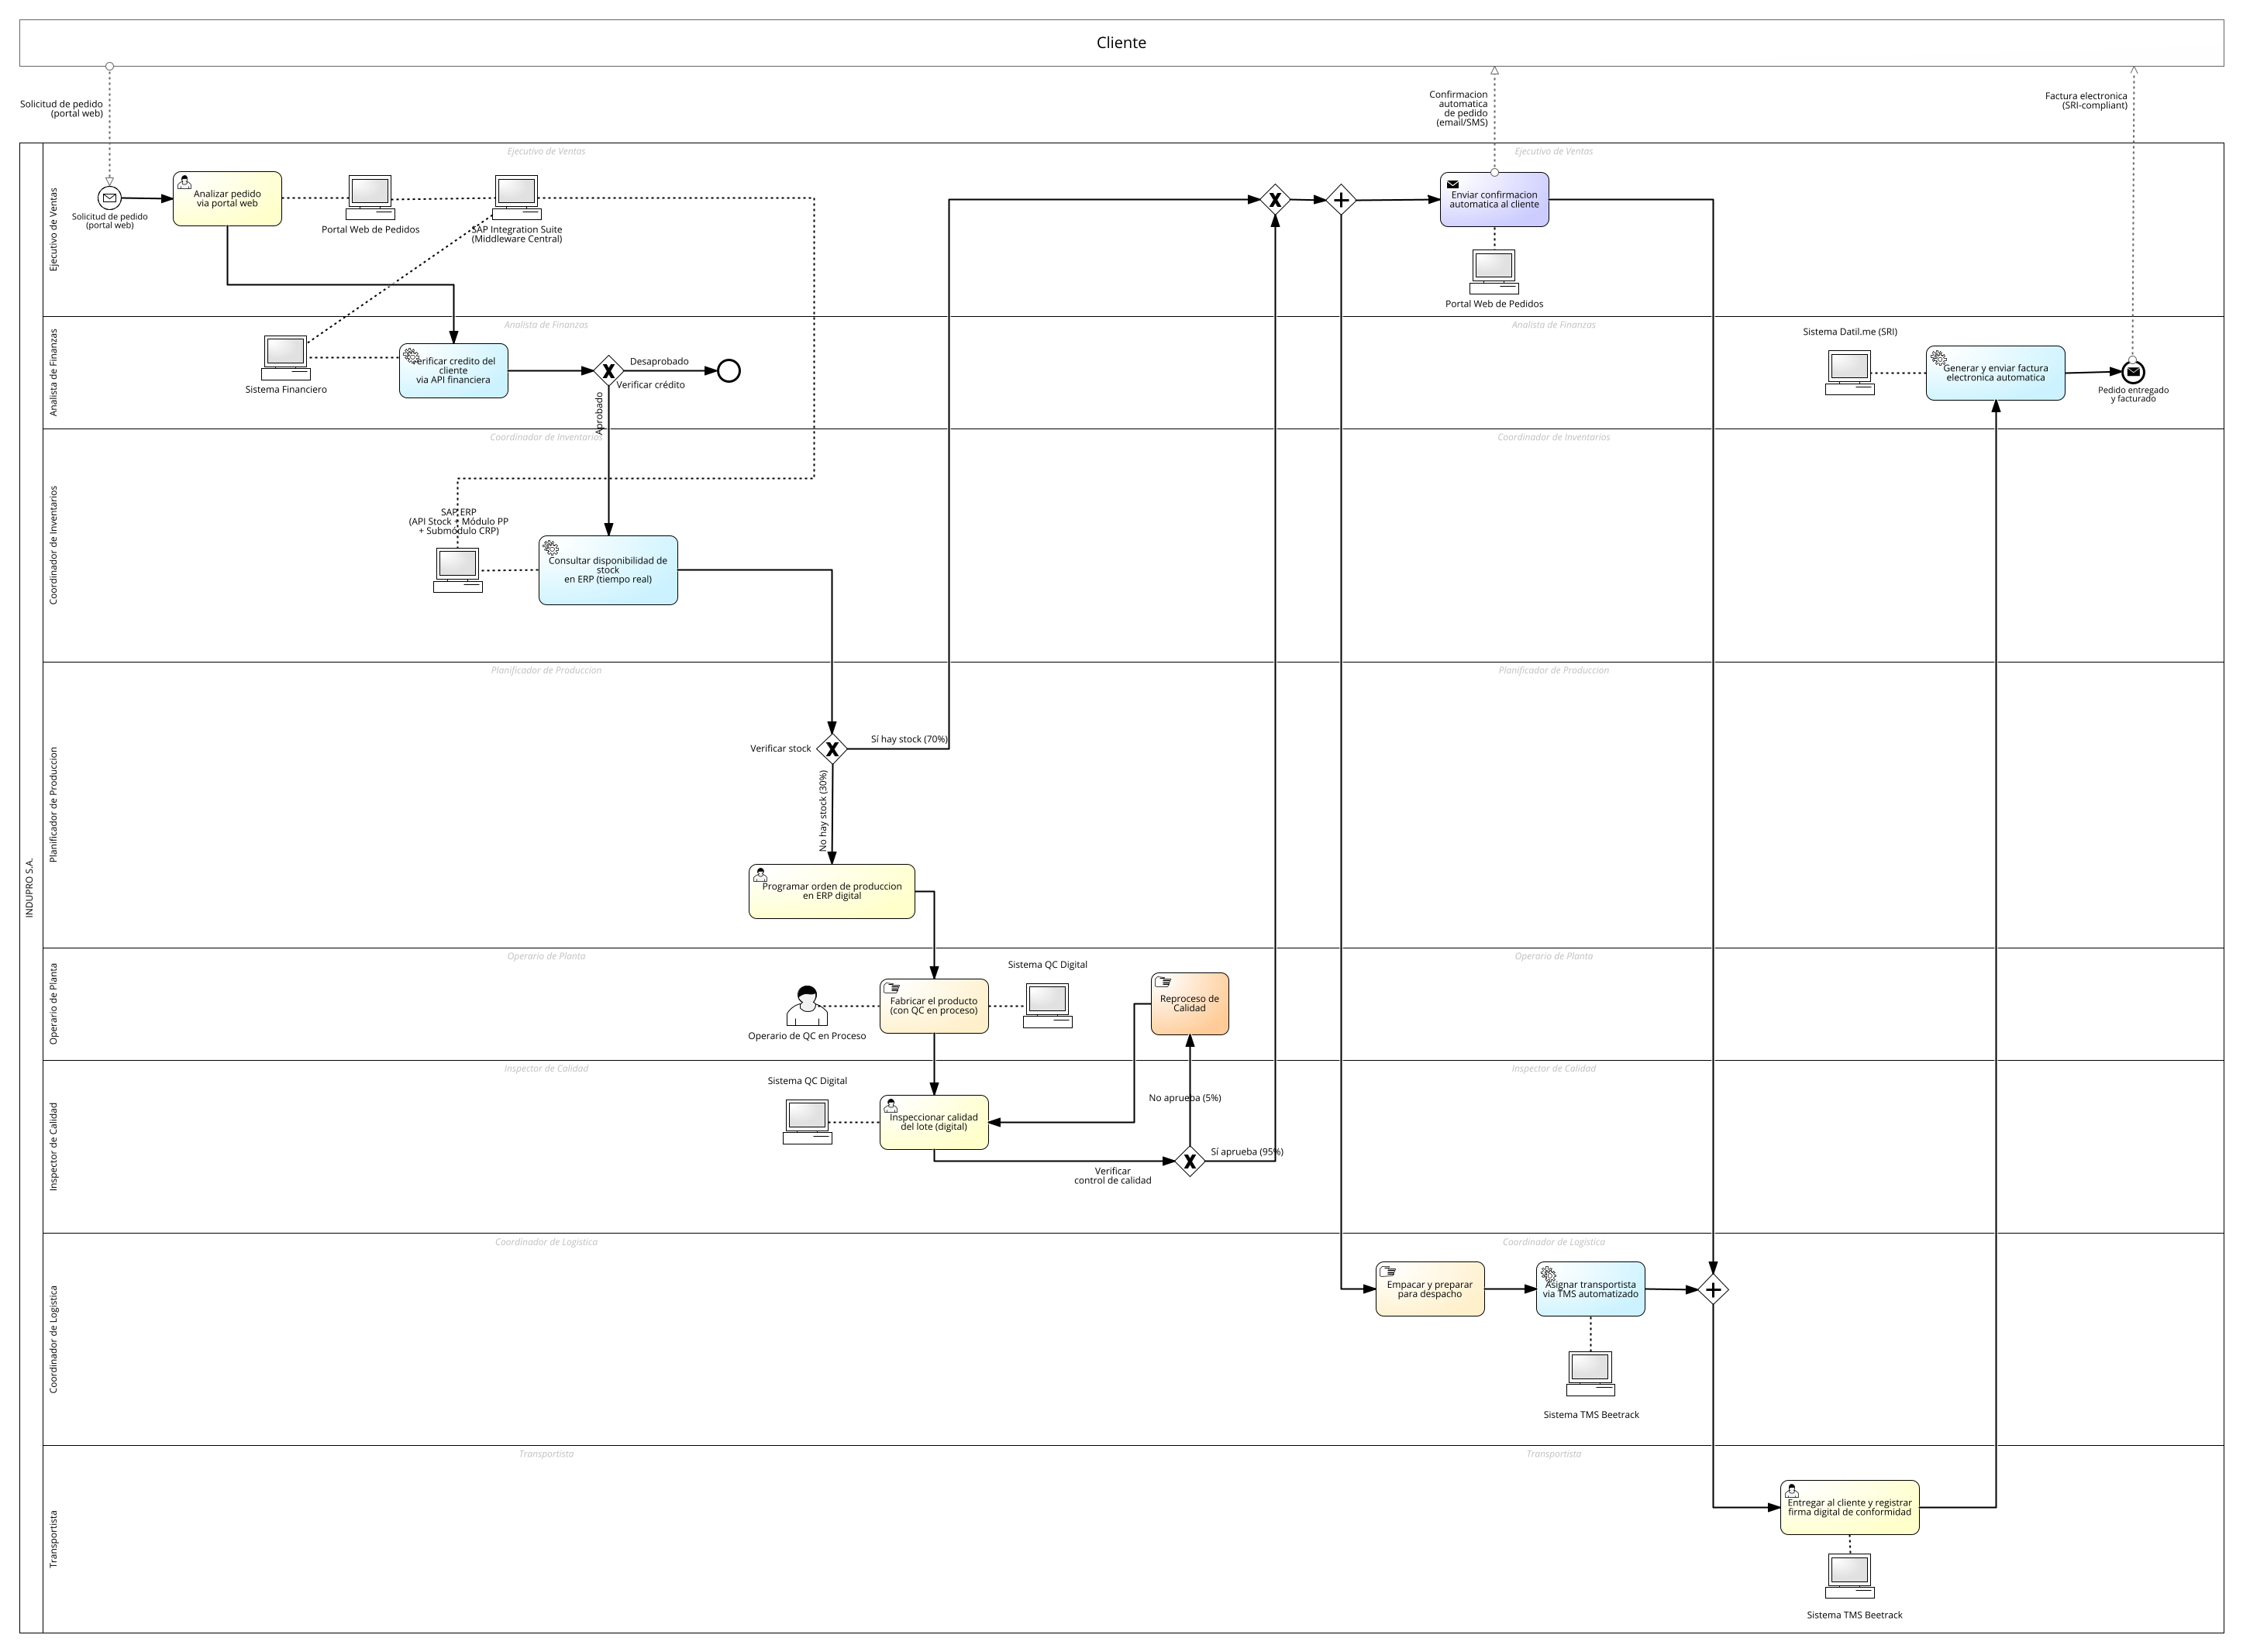 Cliente
Solicitud de pedido
(portal web)
Confirmacion
automatica
de pedido
(email/SMS)
Factura electronica
(SRI-compliant)
INDUPRO S.A.
Ejecutivo de Ventas
Ejecutivo de Ventas
Ejecutivo de Ventas
Solicitud de pedido
(portal web)
Analizar pedido
via portal web
Portal Web de Pedidos
SAP Integration Suite
(Middleware Central)
Enviar confirmacion
automatica al cliente
Portal Web de Pedidos
Analista de Finanzas
Analista de Finanzas
Analista de Finanzas
Sistema Financiero
Verificar credito del
cliente
via API financiera
Desaprobado
Verificar crédito
Aprobado
Sistema Datil.me (SRI)
Generar y enviar factura
electronica automatica
Pedido entregado
y facturado
Coordinador de Inventarios
Coordinador de Inventarios
Coordinador de Inventarios
SAP ERP
(API Stock + Módulo PP
+ Submódulo CRP)
Consultar disponibilidad de
stock
en ERP (tiempo real)
Planificador de Produccion
Planificador de Produccion
Planificador de Produccion
Verificar stock
Sí hay stock (70%)
No hay stock (30%)
Programar orden de produccion
en ERP digital
Operario de Planta
Operario de Planta
Operario de Planta
Operario de QC en Proceso
Fabricar el producto
(con QC en proceso)
Sistema QC Digital
Reproceso de
Calidad
Inspector de Calidad
Inspector de Calidad
Inspector de Calidad
Sistema QC Digital
Inspeccionar calidad
del lote (digital)
No aprueba (5%)
Sí aprueba (95%)
Verificar
control de calidad
Coordinador de Logistica
Coordinador de Logistica
Coordinador de Logistica
Empacar y preparar
para despacho
Asignar transportista
via TMS automatizado
Sistema TMS Beetrack
Transportista
Transportista
Transportista
Entregar al cliente y registrar
firma digital de conformidad
Sistema TMS Beetrack